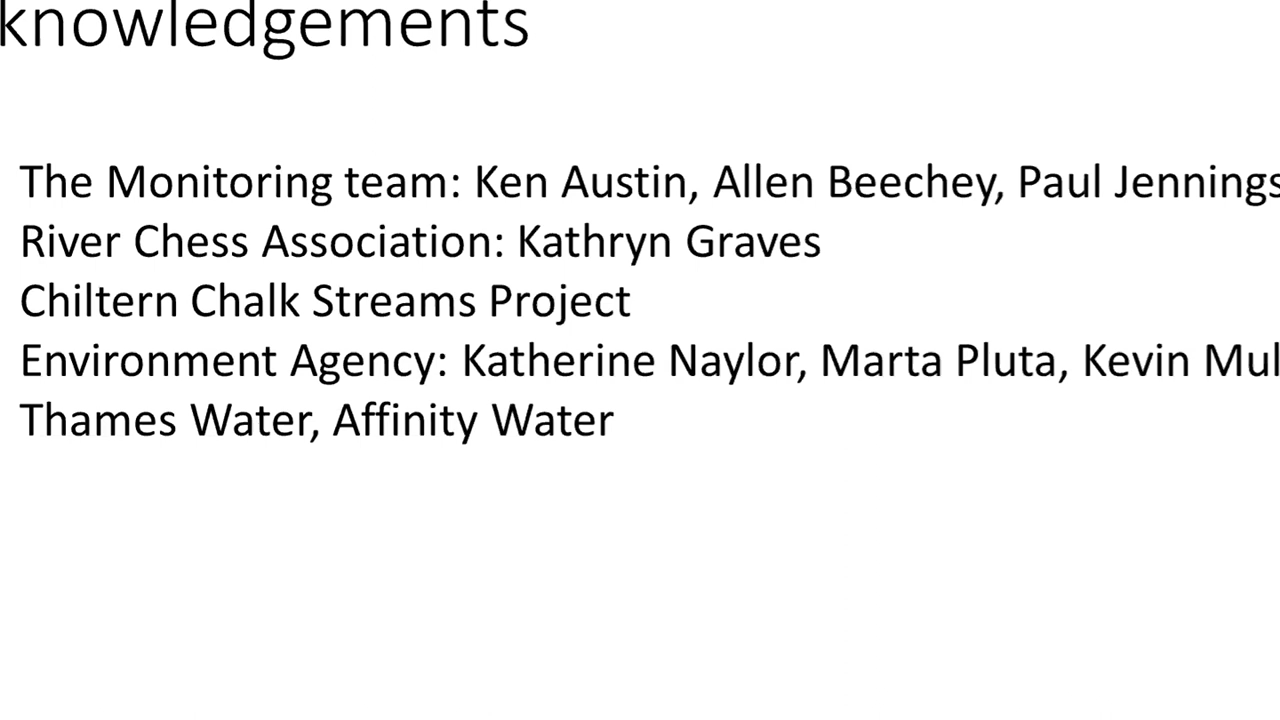 knowledgements
The Monitoring team: Ken Austin, Allen Beechey, Paul Jennings
River Chess Association: Kathryn Graves
Chiltern Chalk Streams Project
Environment Agency: Katherine Naylor, Marta Pluta, Kevin Mul
Thames Water, Affinity Water